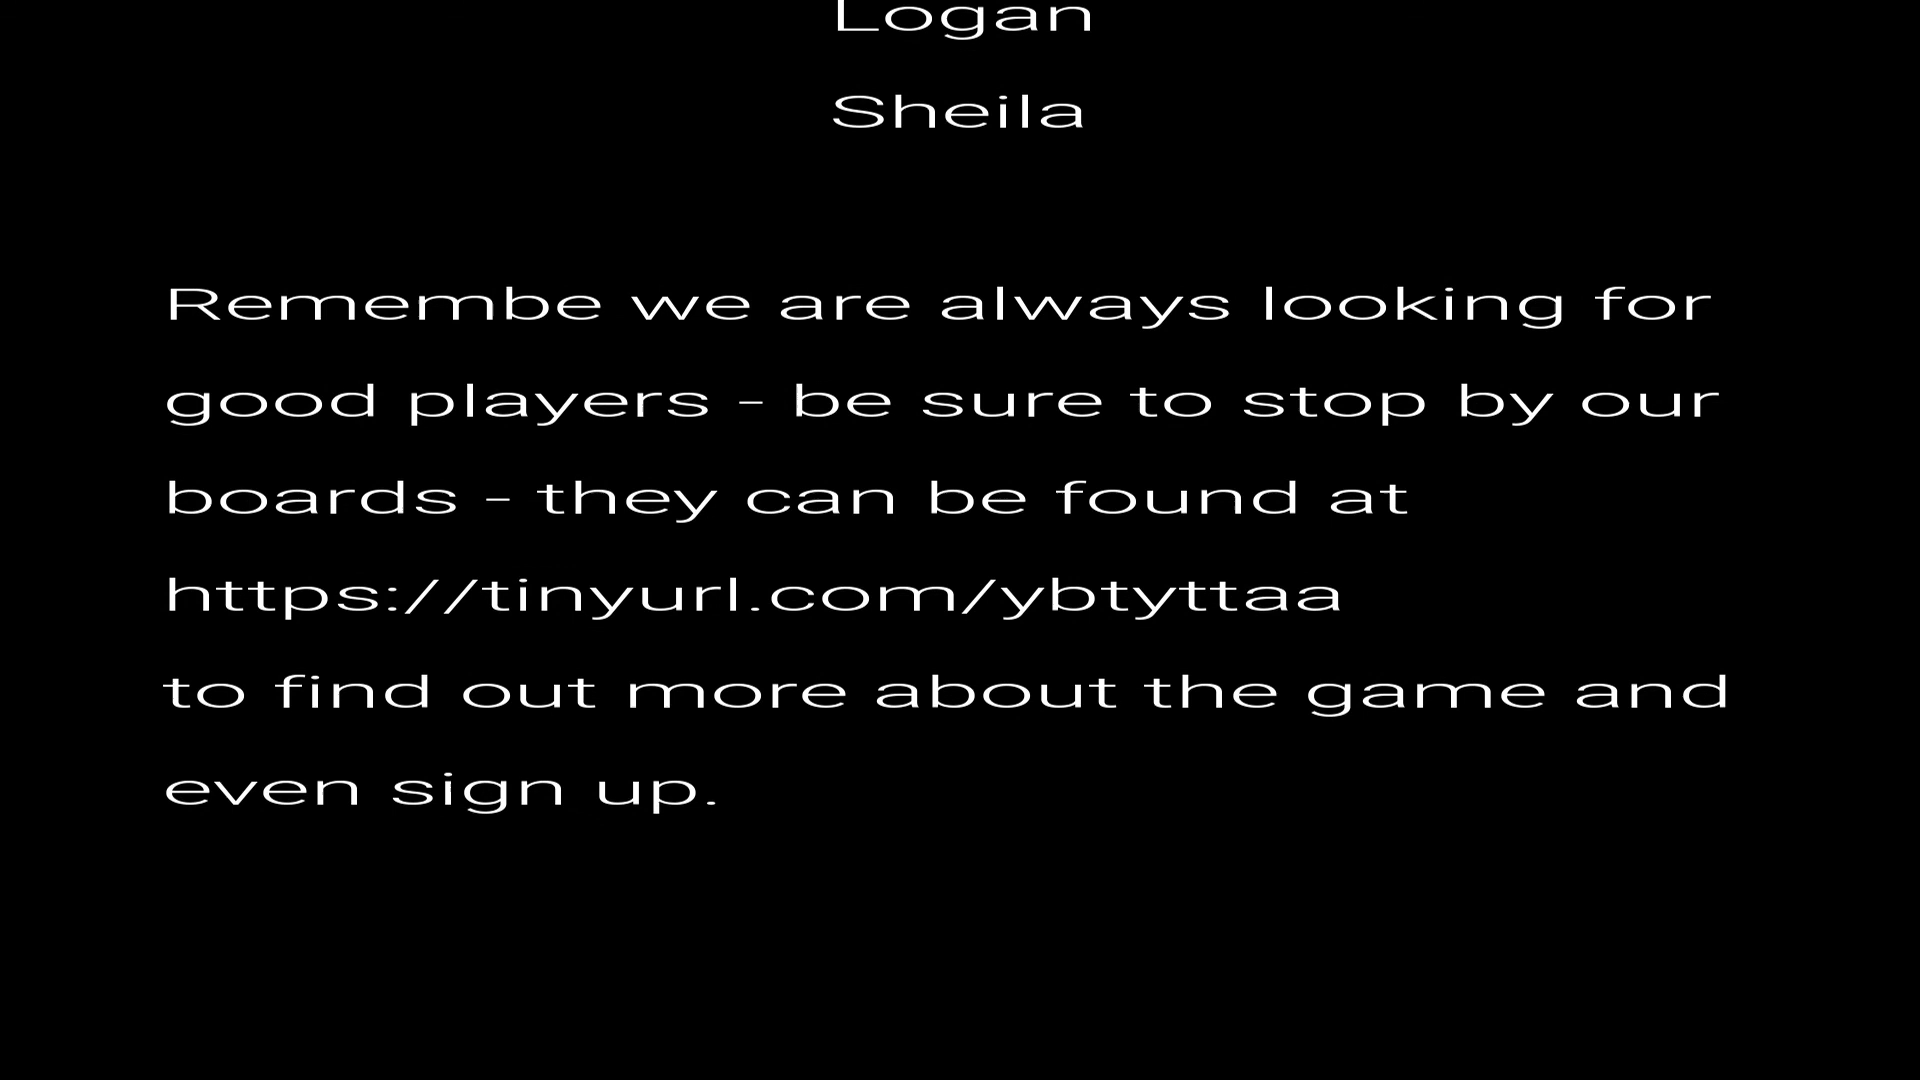 Logan
Sheila
Remembe we are always looking for
good players - be sure to stop by our
boards - they can be found at
https://tinyurl.com/ybtyttaa
to find out more about the game and
even sign up.